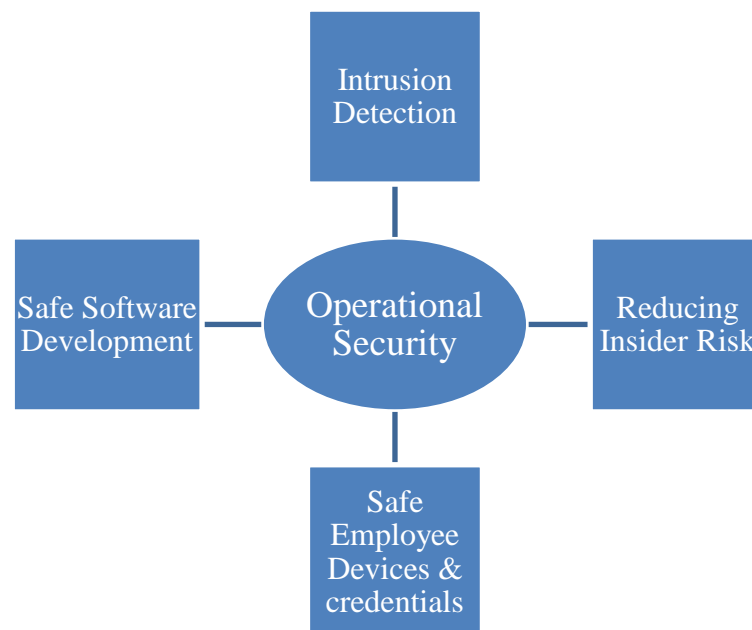 Intrusion
Detection
Safe Software
Development
Operational
Security
Reducing
Insider Risk
Safe
Employee
Devices &
credentials